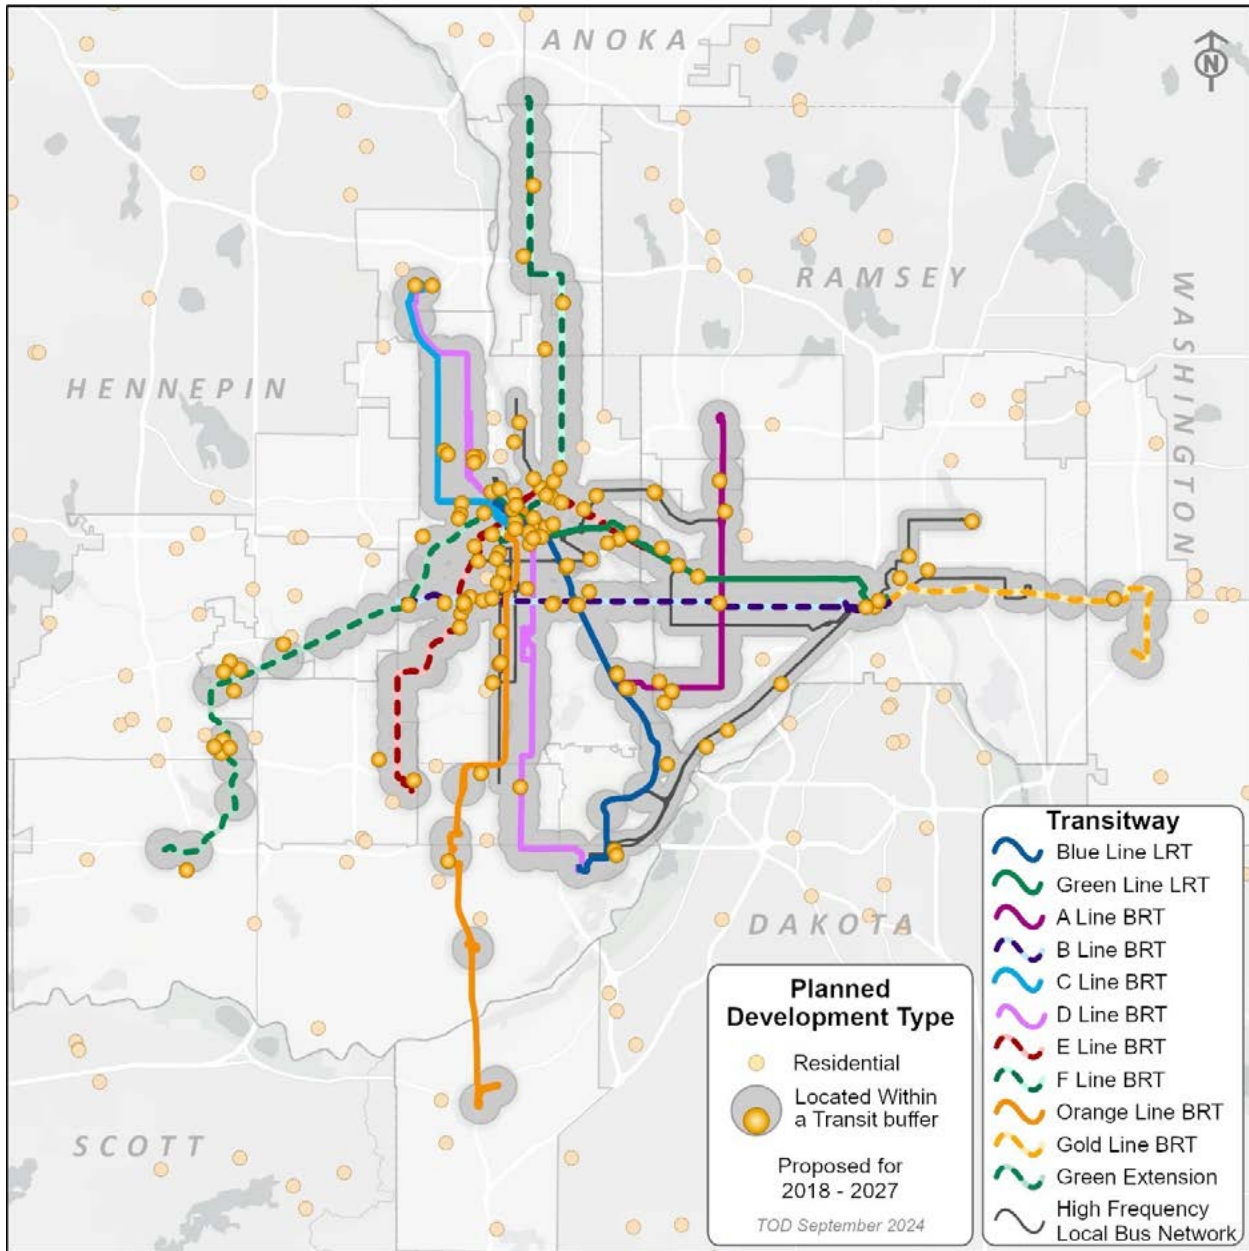 ANOKA
N
RAMSEY
WASHINGTON
HENNEPIN
DAKOTA
SCOTT
Planned
Development Type
Residential
Located Within
a Transit buffer
Proposed for
2018 - 2027
TOD September 2024
Transitway
Blue Line LRT
Green Line LRT
A Line BRT
B Line BRT
C Line BRT
D Line BRT
E Line BRT
F Line BRT
Orange Line BRT
Gold Line BRT
Green Extension
High Frequency
Local Bus Network